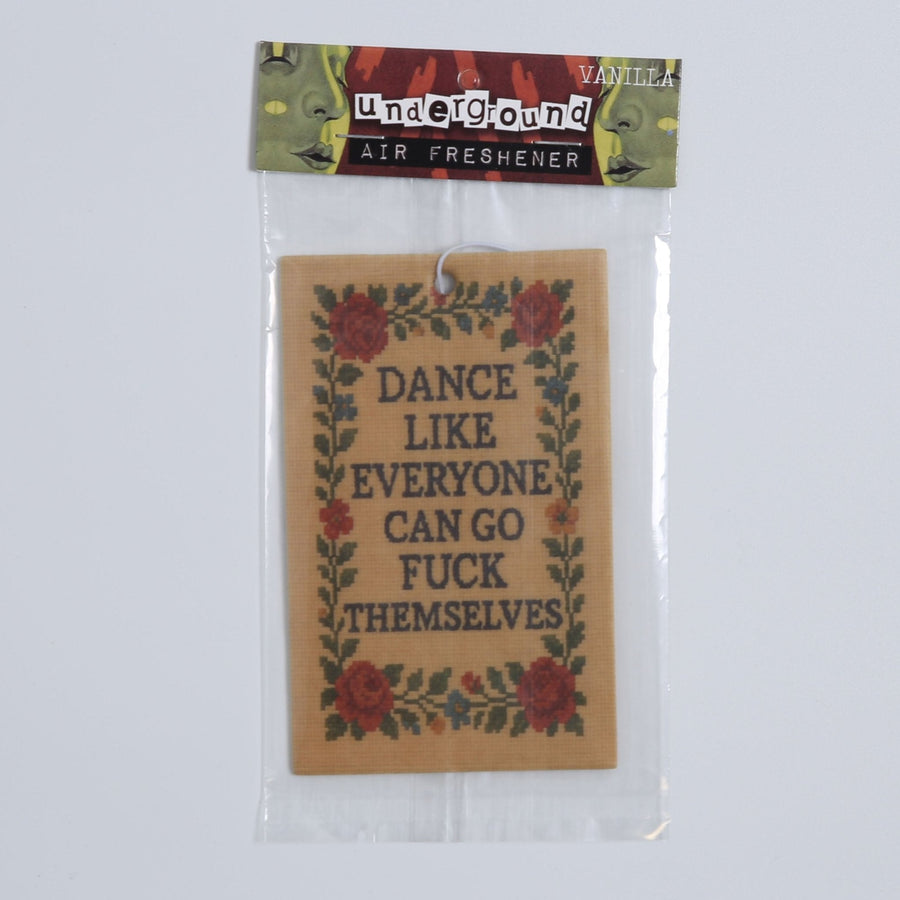 VANILLA
underground
AIR FRESHENER
DANCE
LIKE
EVERYONE
CAN GO
FUCK
THEMSELVES